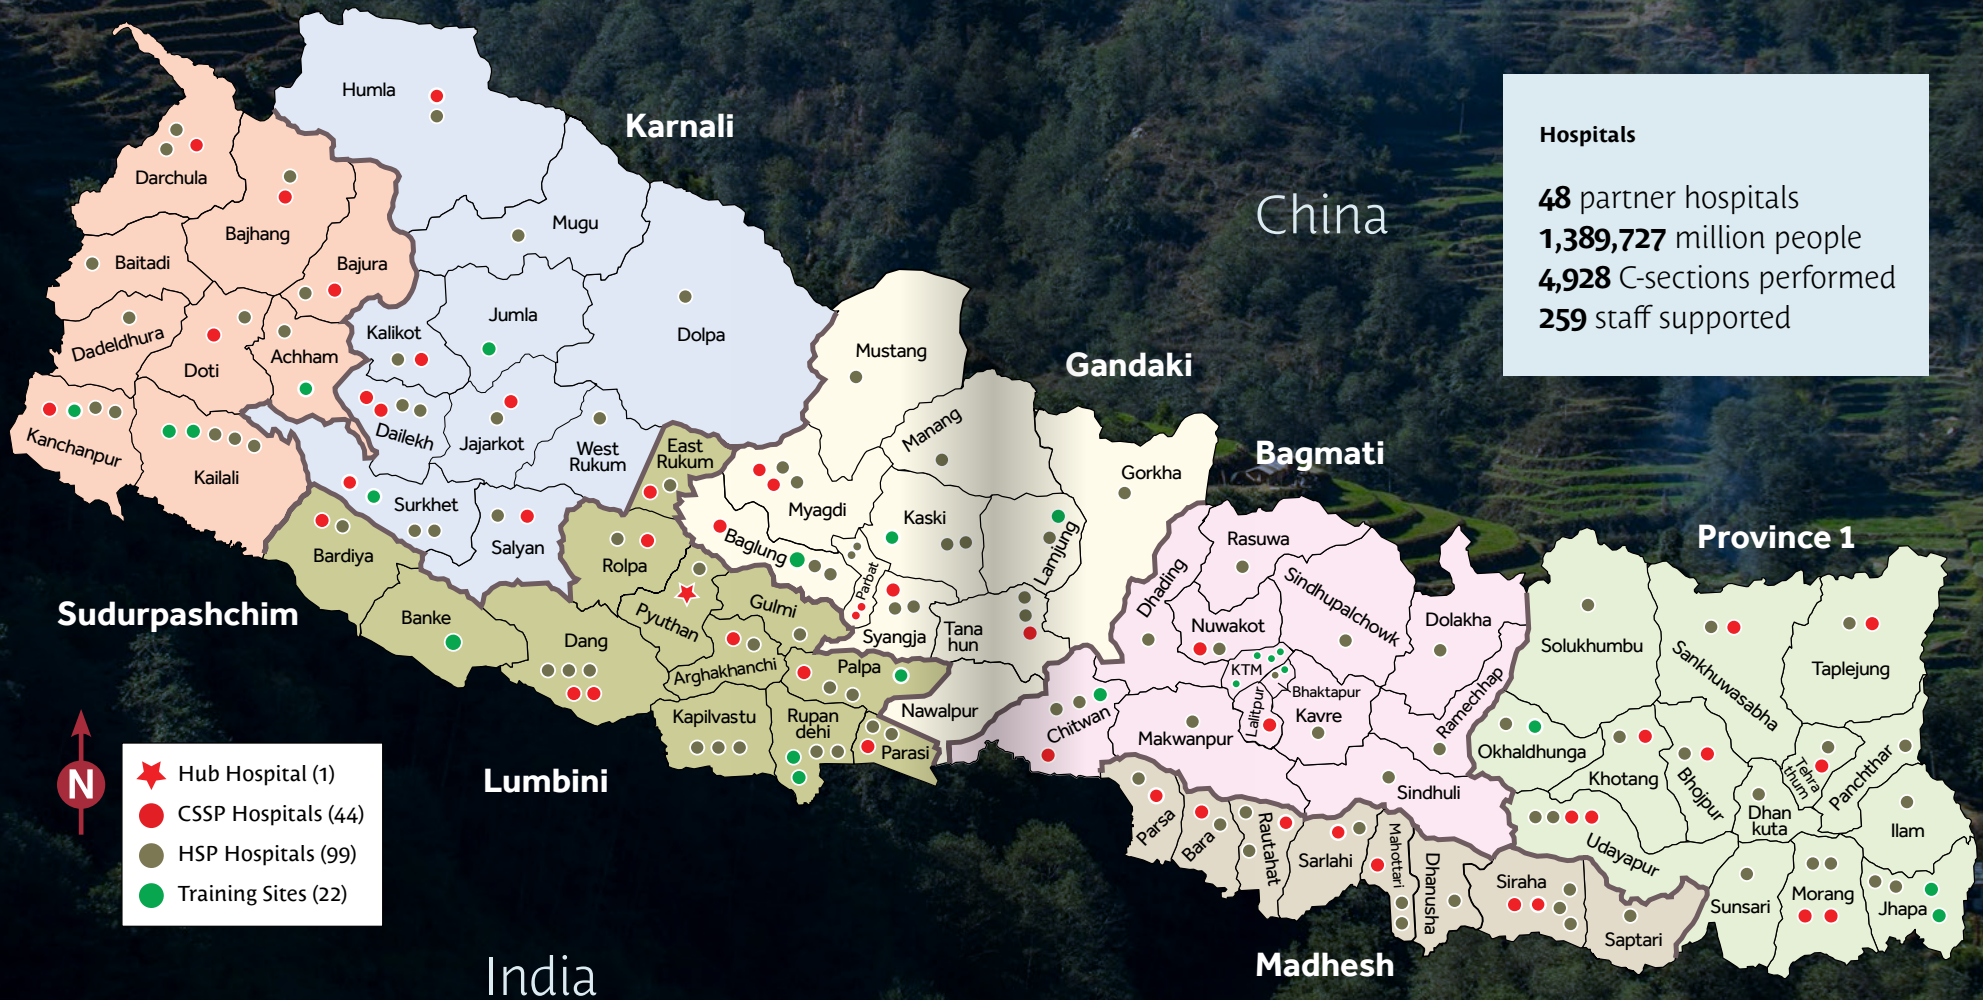 Humla
Karnali
Darchula
Bajhang
Mugu
Baitadi
Bajura
China
Hospitals
48 partner hospitals
1,389,727 million people
4,928 C-sections performed
259 staff supported
Dadeldhura
Doti
Achham
Kalikot
Jumla
Dolpa
Mustang
Gandaki
Kanchanpur
Kailali
Dailekh
Jajarkot
West
Rukum
East
Rukum
Manang
Gorkha
Bagmati
Surkhet
Salyan
Myagdi
Kaski
Lamjung
Province 1
Bardiya
Rolpa
Baglung
Parbat
Rasuwa
Dhading
Sindhupalchowk
Sudurpashchim
Banke
Dang
Pyuthan
Gulmi
Syangja
Tana
hun
Nuwakot
Dolakha
Solukhumbu
Sankhuwasabha
Taplejung
Arghakhanchi
Palpa
KTM
Bhaktapur
Lalitpur
Kavre
Ramechhap
Kapilvastu
Rupan
dehi
Parasi
Nawalpur
Chitwan
Makwanpur
Sindhuli
Okhaldhunga
Khotang
Bhojpur
Tehra
thum
Panchthar
Dhan
kuta
Ilam
Lumbini
N
Hub Hospital (1)
CSSP Hospitals (44)
HSP Hospitals (99)
Training Sites (22)
Parsa
Bara
Rautahat
Sarlahi
Mahottari
Dhanusha
Siraha
Saptari
Udayapur
Sunsari
Morang
Jhapa
Madhesh
India